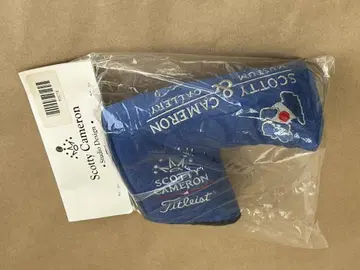 Scotty Cameron
• Studio Design •
SCOTTY
CAMERON
MUSEUM
&
GALLERY
SCOTTY
CAMERON
Titleist